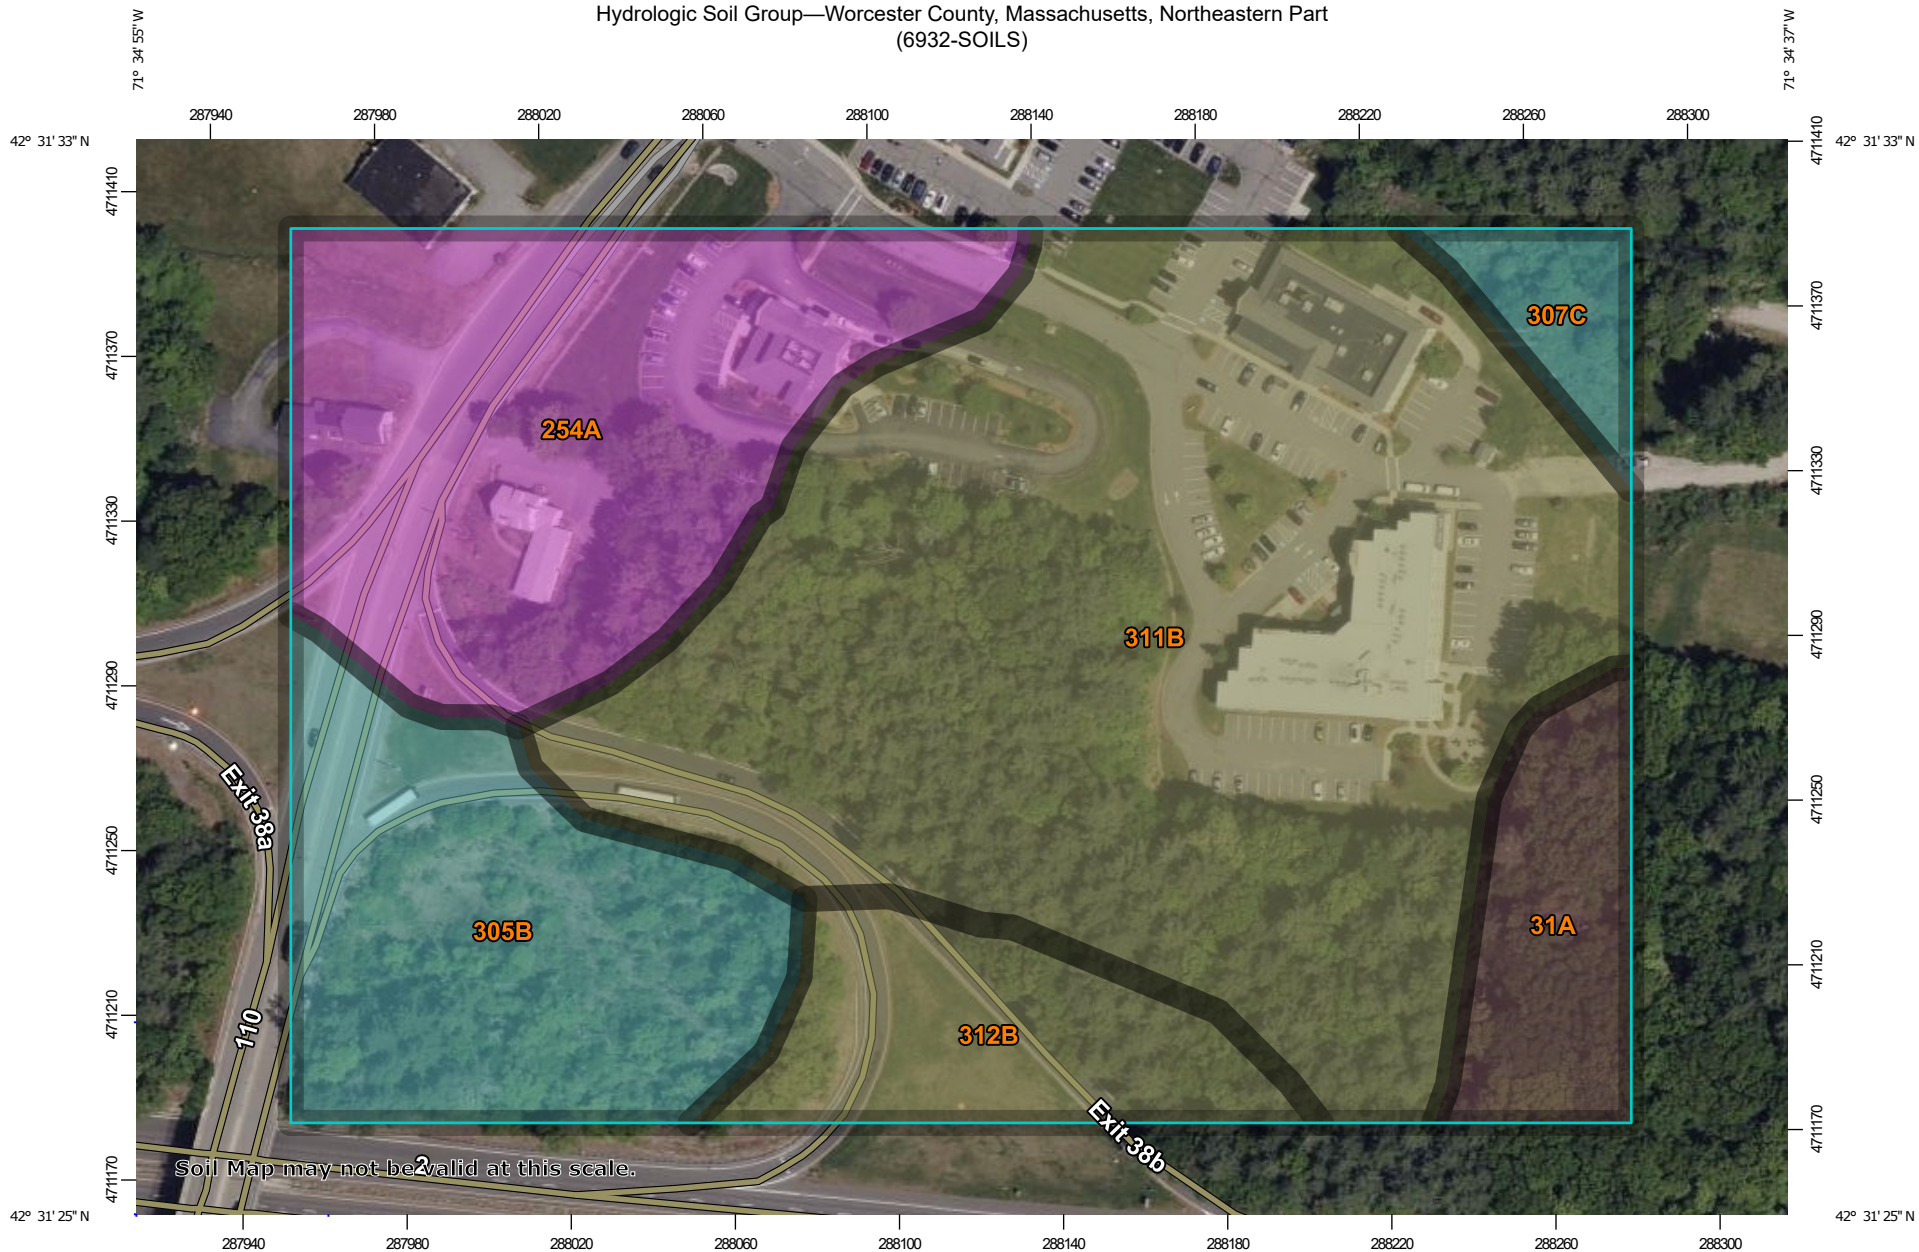 Hydrologic Soil Group—Worcester County, Massachusetts, Northeastern Part
(6932-SOILS)
71° 34' 55'' W
71° 34' 37'' W
287940 287980 288020 288060 288100 288140 288180 288220 288260 288300
42° 31' 33'' N
42° 31' 33'' N
4711410
4711410
307C
4711370
4711370
254A
4711330
4711330
311B
4711290
4711290
Exit 38a
4711250
4711250
305B
31A
4711210
4711210
110
312B
Exit 38b
4711170
4711170
2
Soil Map may not be valid at this scale.
42° 31' 25'' N
42° 31' 25'' N
287940 287980 288020 288060 288100 288140 288180 288220 288260 288300